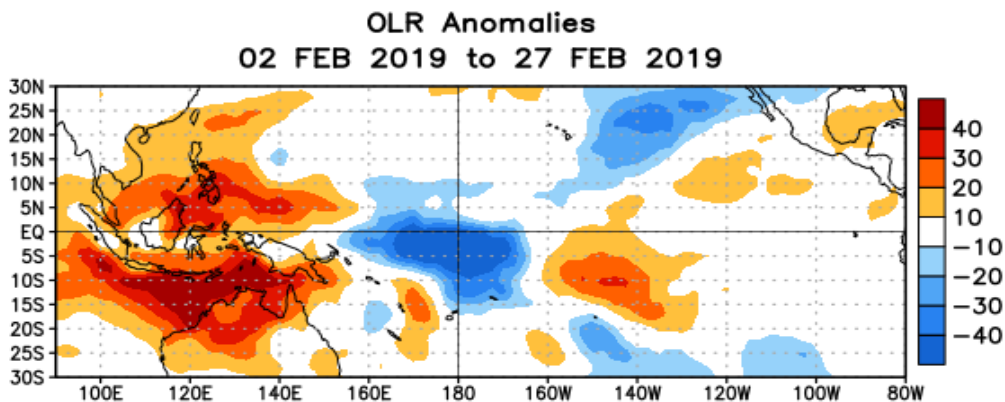 OLR Anomalies
02 FEB 2019 to 27 FEB 2019
30N
25N
20N
15N
10N
5N
EQ
5S
10S
15S
20S
25S
30S
100E 120E 140E 160E 180 160W 140W 120W 100W 80W
40
30
20
10
-10
-20
-30
-40